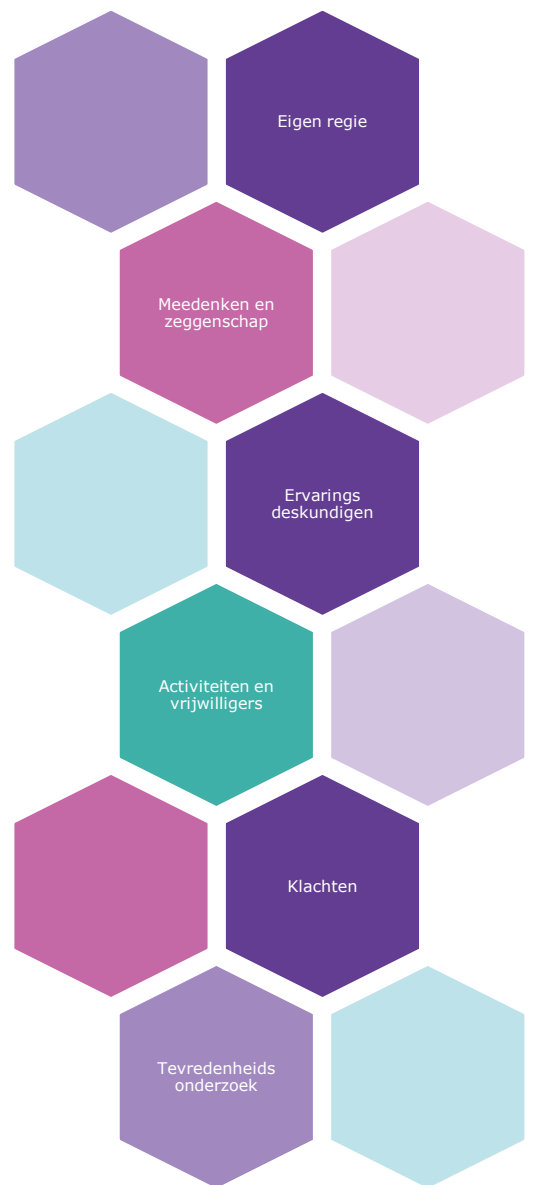 Eigen regie
Meedenken en
zeggenschap
Ervarings
deskundigen
Activiteiten en
vrijwilligers
Klachten
Tevredenheids
onderzoek